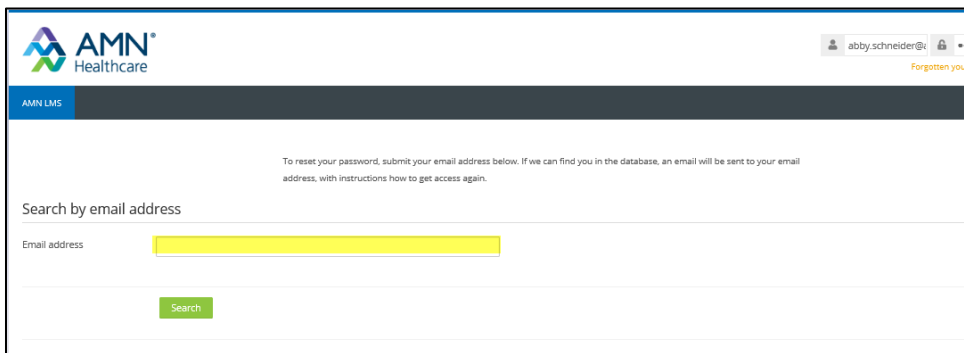 AMN®
Healthcare
abby.schneider@a
Forgotten you
AMN LMS
To reset your password, submit your email address below. If we can find you in the database, an email will be sent to your email
address, with instructions how to get access again.
Search by email address
Email address
Search